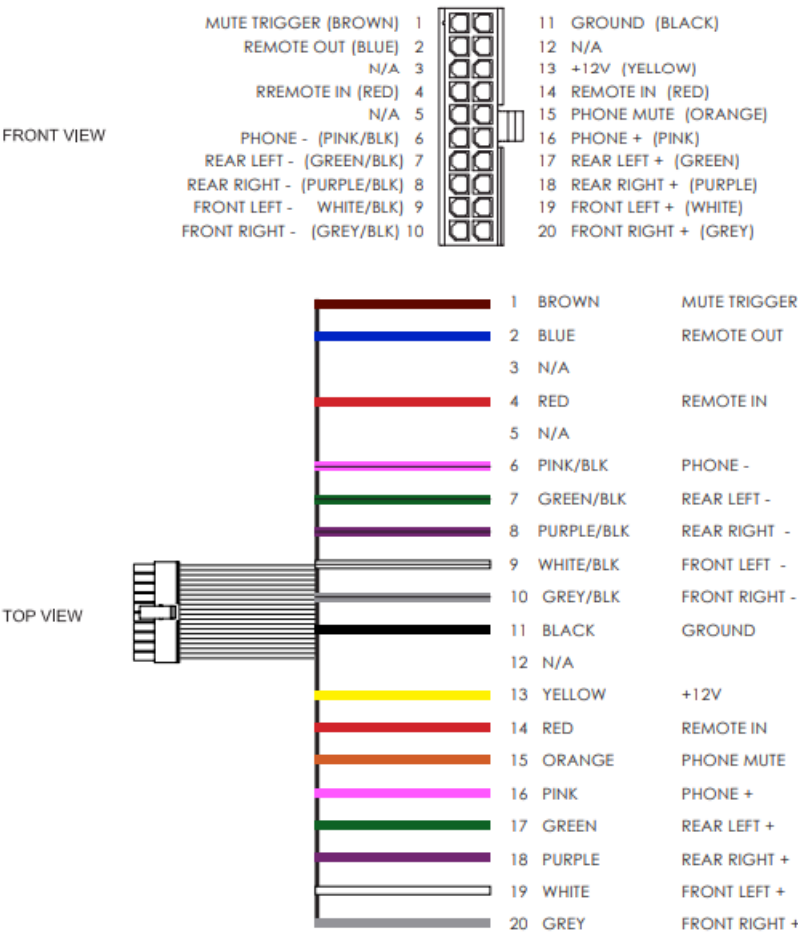 MUTE TRIGGER (BROWN) 1 11 GROUND (BLACK)
REMOTE OUT (BLUE) 2 12 N/A
N/A 3 13 +12V (YELLOW)
RREMOTE IN (RED) 4 14 REMOTE IN (RED)
N/A 5 15 PHONE MUTE (ORANGE)
FRONT VIEW
PHONE - (PINK/BLK) 6 16 PHONE + (PINK)
REAR LEFT - (GREEN/BLK) 7 17 REAR LEFT + (GREEN)
REAR RIGHT - (PURPLE/BLK) 8 18 REAR RIGHT + (PURPLE)
FRONT LEFT - WHITE/BLK) 9 19 FRONT LEFT + (WHITE)
FRONT RIGHT - (GREY/BLK) 10 20 FRONT RIGHT + (GREY)
1 BROWN MUTE TRIGGER
2 BLUE REMOTE OUT
3 N/A
4 RED REMOTE IN
5 N/A
6 PINK/BLK PHONE -
7 GREEN/BLK REAR LEFT -
8 PURPLE/BLK REAR RIGHT -
9 WHITE/BLK FRONT LEFT -
10 GREY/BLK FRONT RIGHT -
TOP VIEW
11 BLACK GROUND
12 N/A
13 YELLOW +12V
14 RED REMOTE IN
15 ORANGE PHONE MUTE
16 PINK PHONE +
17 GREEN REAR LEFT +
18 PURPLE REAR RIGHT +
19 WHITE FRONT LEFT +
20 GREY FRONT RIGHT +